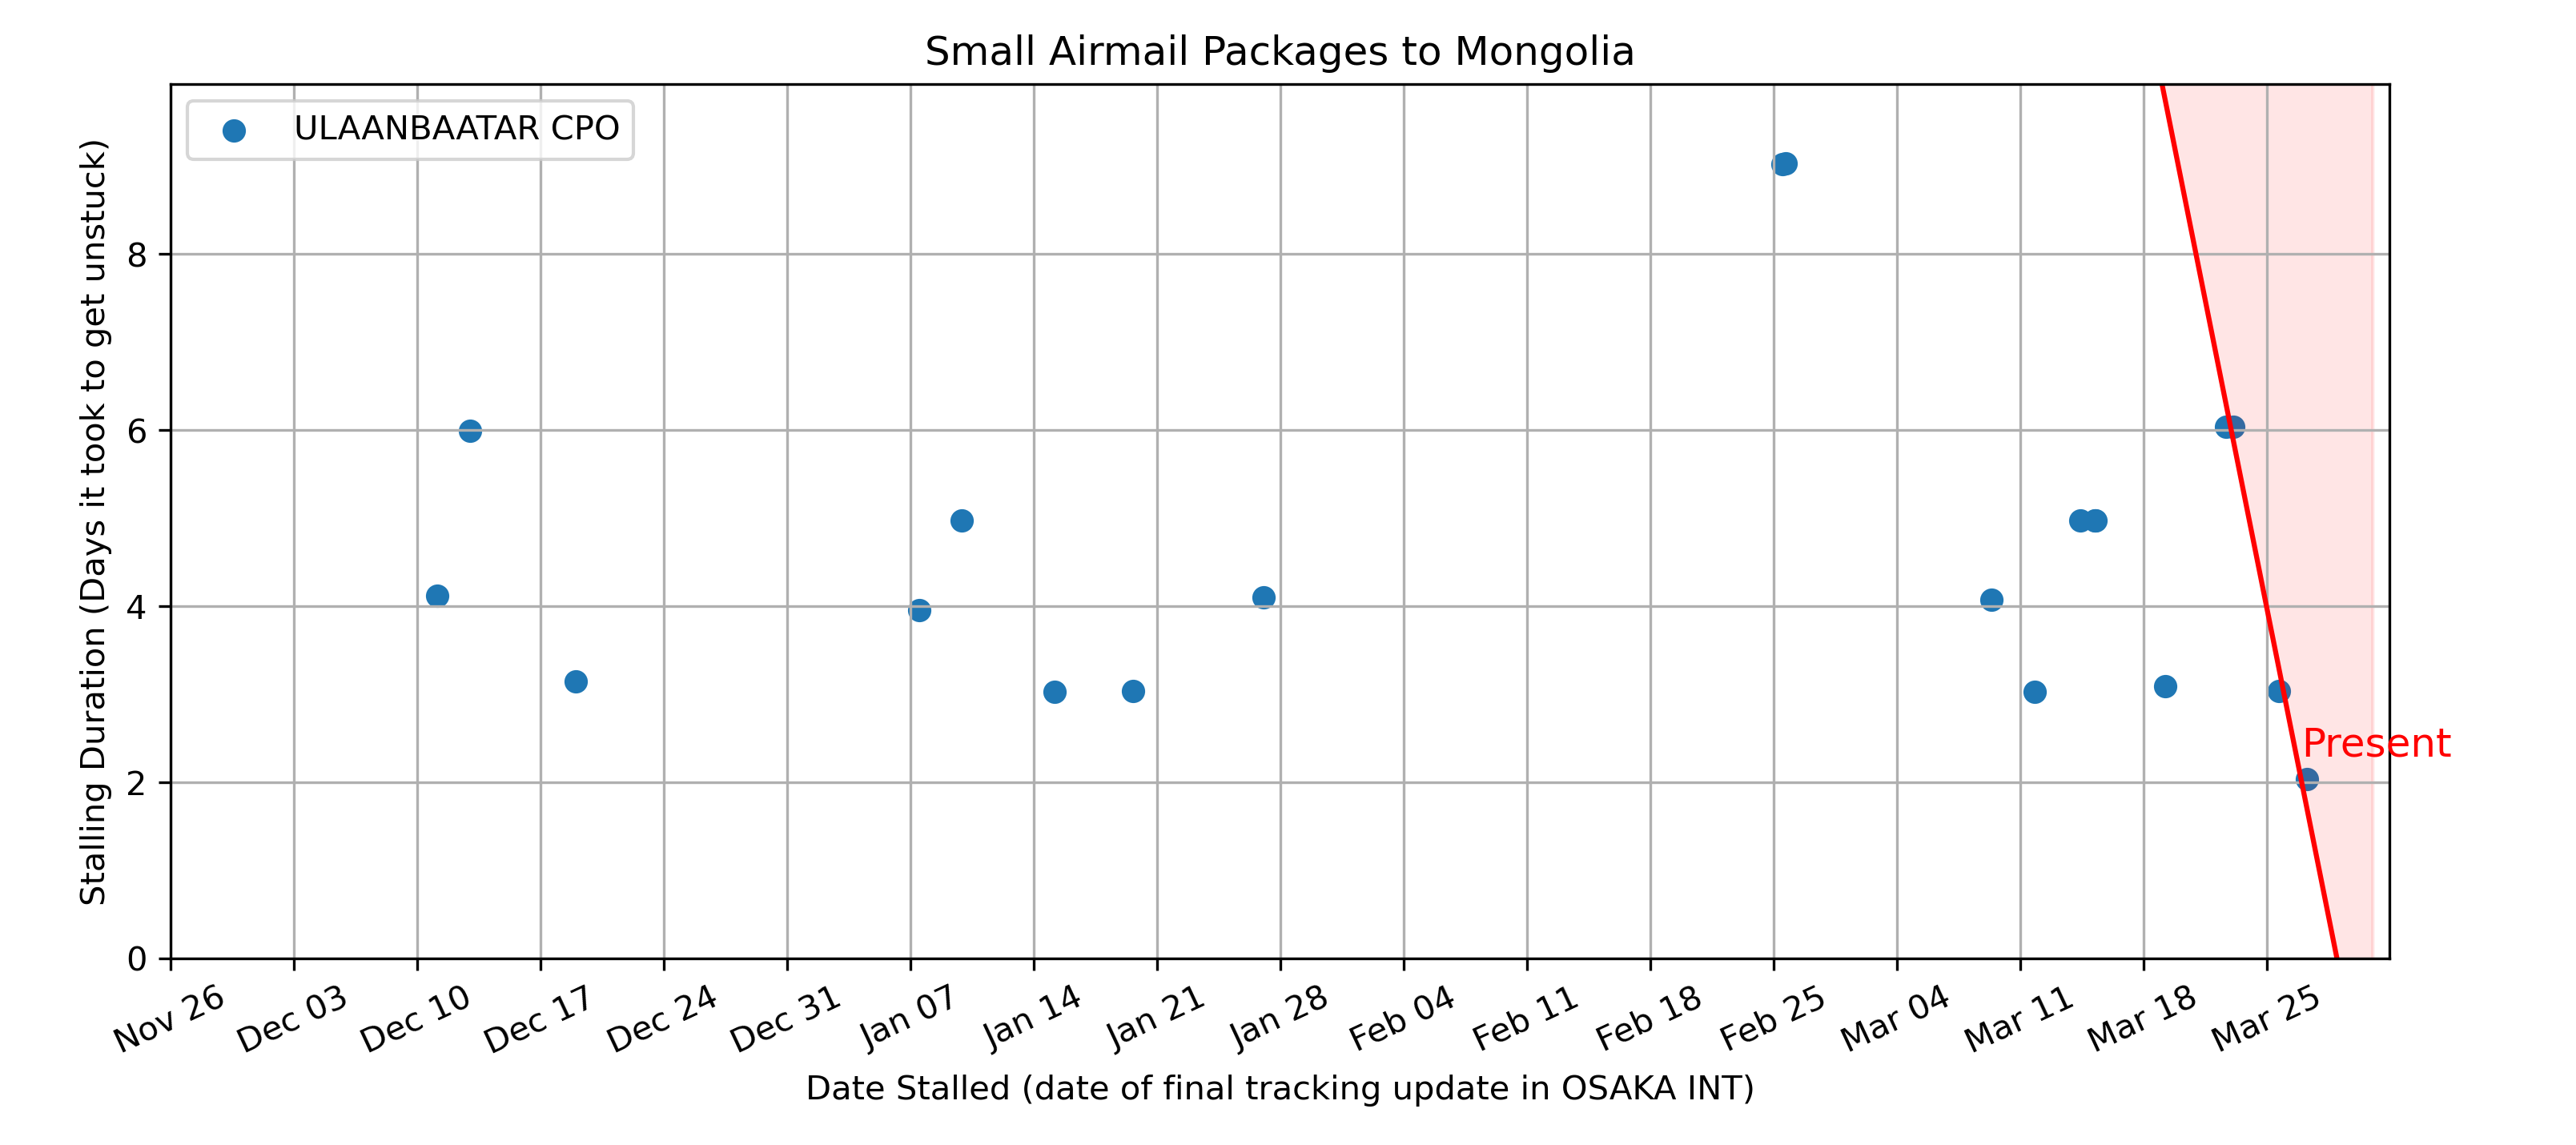 Small Airmail Packages to Mongolia
ULAANBAATAR CPO
Stalling Duration (Days it took to get unstuck)
8
6
4
2
0
Present
Nov 26
Dec 03
Dec 10
Dec 17
Dec 24
Dec 31
Jan 07
Jan 14
Jan 21
Jan 28
Feb 04
Feb 11
Feb 18
Feb 25
Mar 04
Mar 11
Mar 18
Mar 25
Date Stalled (date of final tracking update in OSAKA INT)